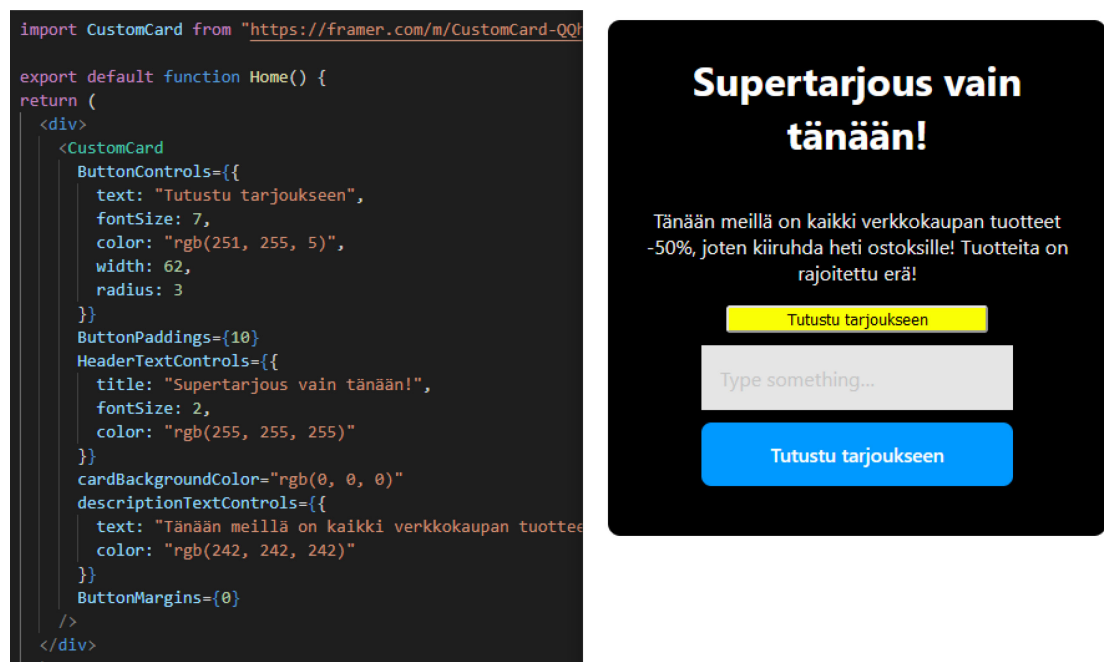 import CustomCard from "https://framer.com/m/CustomCard-QQh
export default function Home() {
return (
<div>
<CustomCard
ButtonControls={{
text: "Tutustu tarjoukseen",
fontSize: 7,
color: "rgb(251, 255, 5)",
width: 62,
radius: 3
}}
ButtonPaddings={10}
HeaderTextControls={{
title: "Supertarjous vain tänään!",
fontSize: 2,
color: "rgb(255, 255, 255)"
}}
cardBackgroundColor="rgb(0, 0, 0)"
descriptionTextControls={{
text: "Tänään meillä on kaikki verkkokaupan tuottee
color: "rgb(242, 242, 242)"
}}
ButtonMargins={0}
/>
</div>
Supertarjous vain
tänään!
Tänään meillä on kaikki verkkokaupan tuotteet
-50%, joten kiiruhda heti ostoksille! Tuotteita on
rajoitettu erä!
Tutustu tarjoukseen
Type something...
Tutustu tarjoukseen